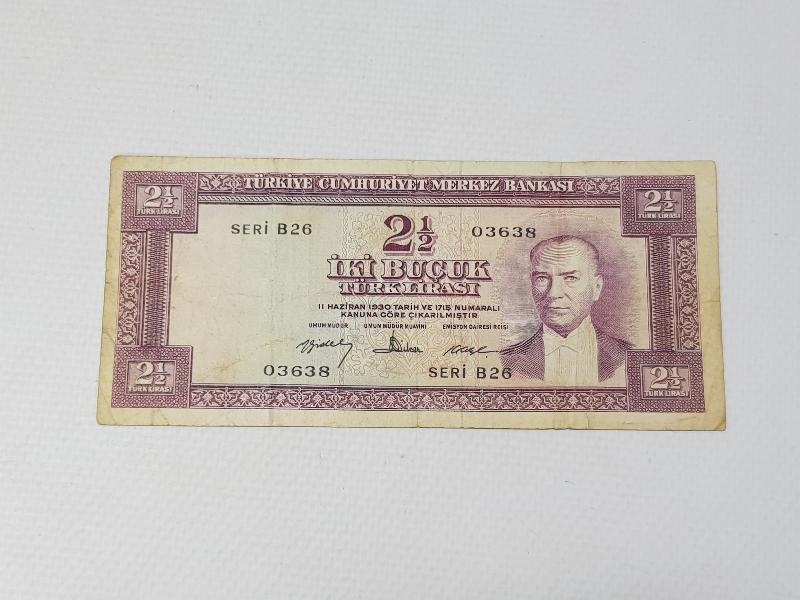 TÜRKİYE CUMHURİYET MERKEZ BANKASI
2½ 2½
TÜRK LİRASI TÜRK LİRASI
SERİ B26 2½ 03638
İKİ BUÇUK
TÜRK LİRASI
11 HAZİRAN 1930 TARİH VE 1715 NUMARALI
KANUNA GÖRE ÇIKARILMIŞTIR
UMUM MÜDÜR UMUM MÜDÜR MUAVİNİ EMİSYON DAİRESİ REİSİ
03638 SERİ B26
2½ 2½
TÜRK LİRASI TÜRK LİRASI